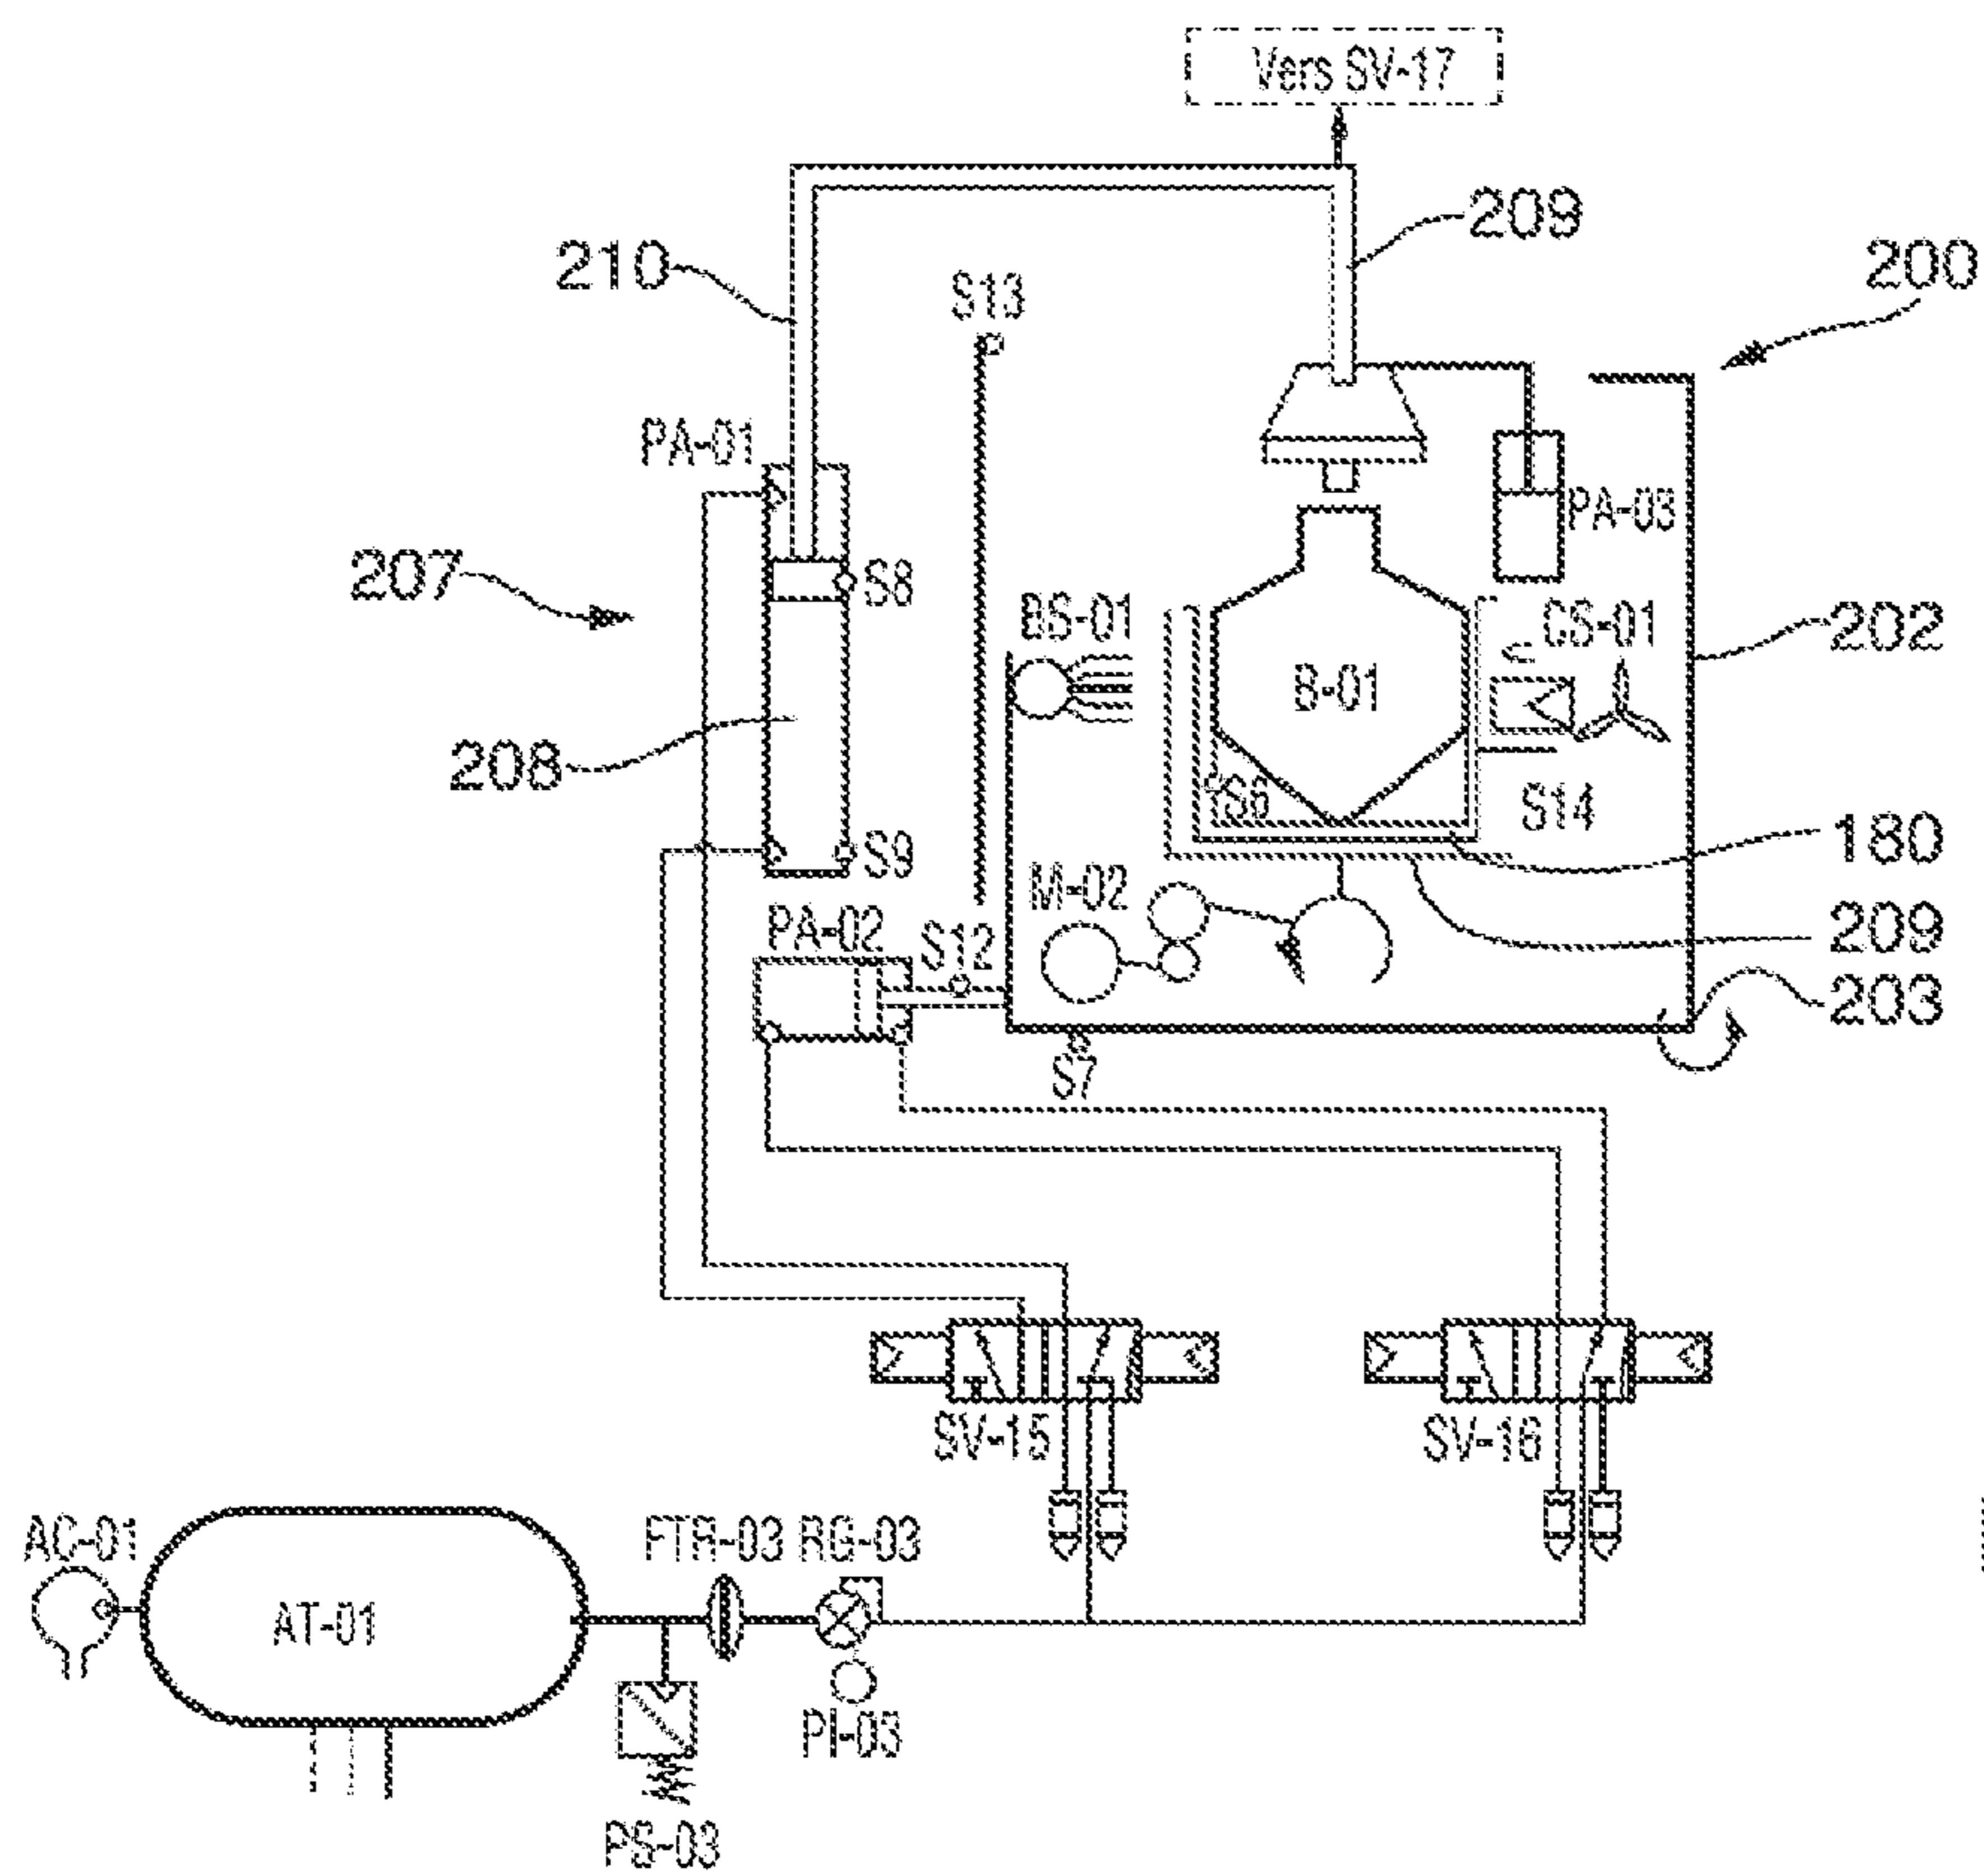 Vers SV-17
209
210
200
S13
PA-01
PA-03
207
S8
BS-01
CS-01
202
B-01
208
S6
S14
S9
180
M-02
PA-02
S12
209
203
S7
SV-15
SV-16
AC-01
FTR-03
RG-03
AT-01
PI-03
PS-03